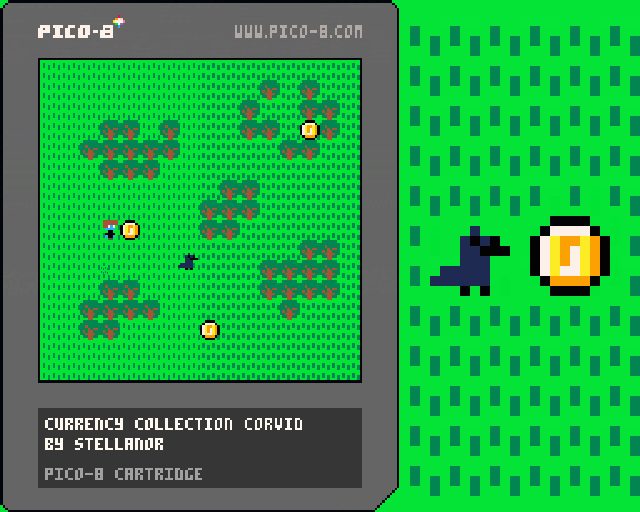 PICO-8
WWW.PICO-8.COM
CURRENCY COLLECTION CORVID
BY STELLANOR
PICO-8 CARTRIDGE